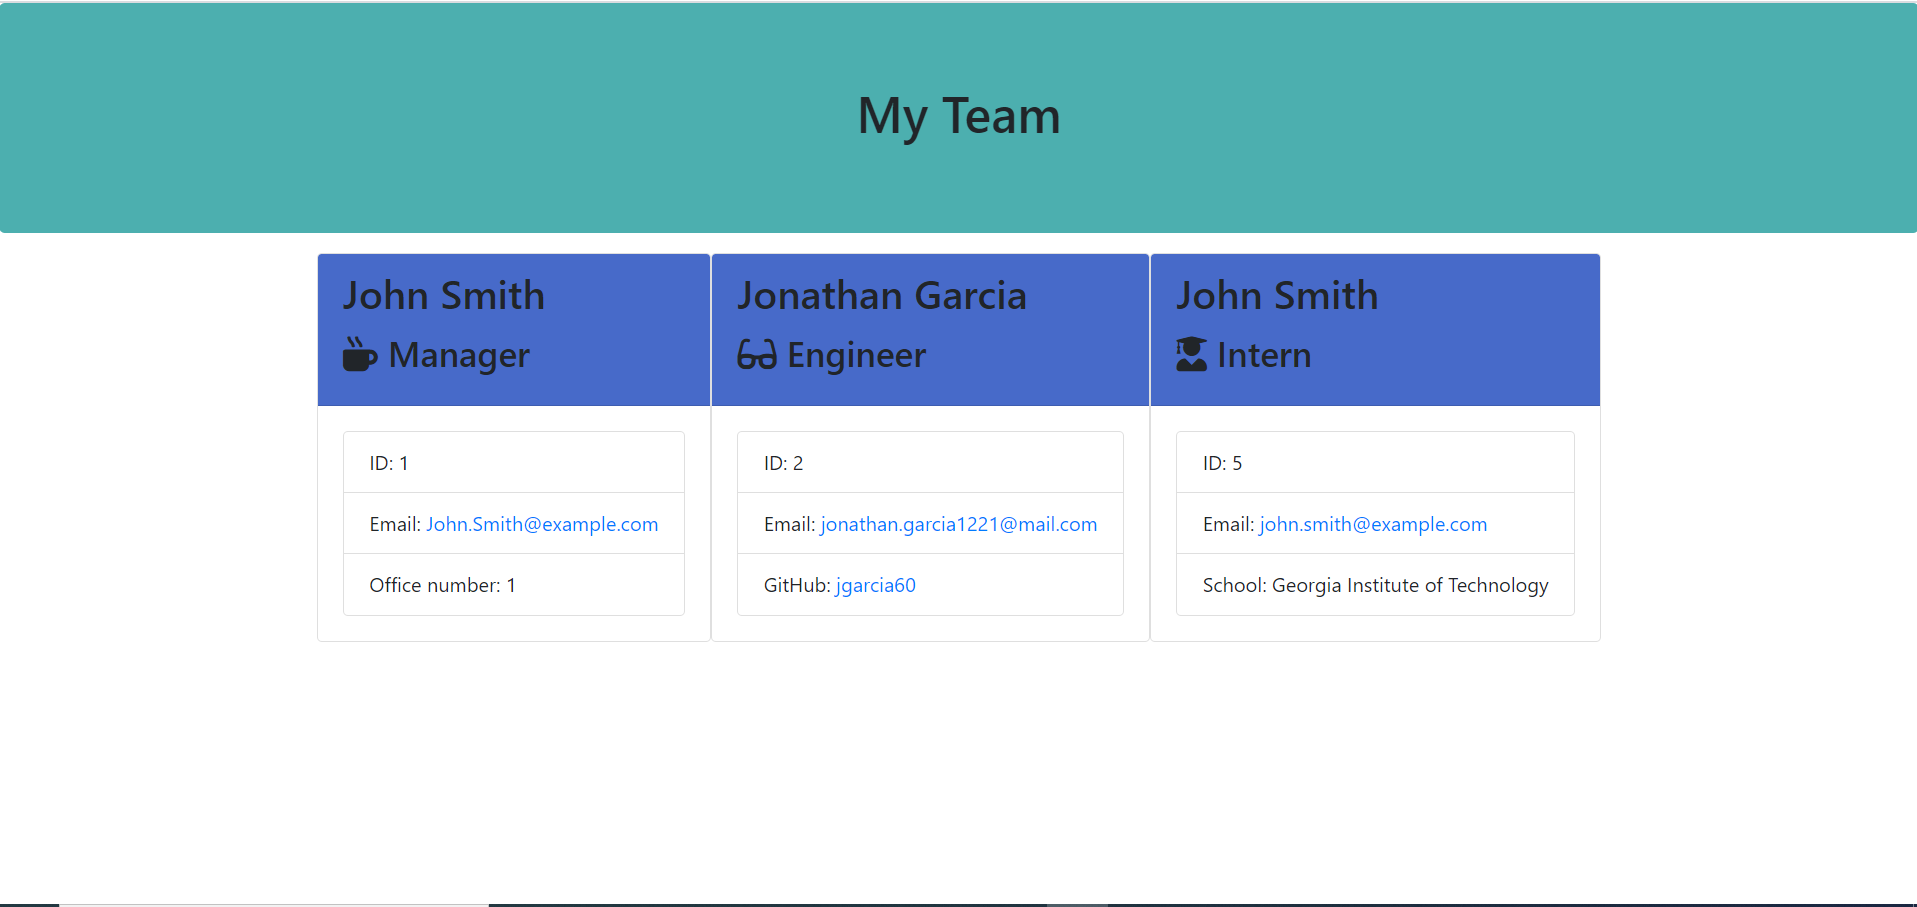 My Team
John Smith
Manager
ID: 1
Email: John.Smith@example.com
Office number: 1
Jonathan Garcia
Engineer
ID: 2
Email: jonathan.garcia1221@mail.com
GitHub: jgarcia60
John Smith
Intern
ID: 5
Email: john.smith@example.com
School: Georgia Institute of Technology